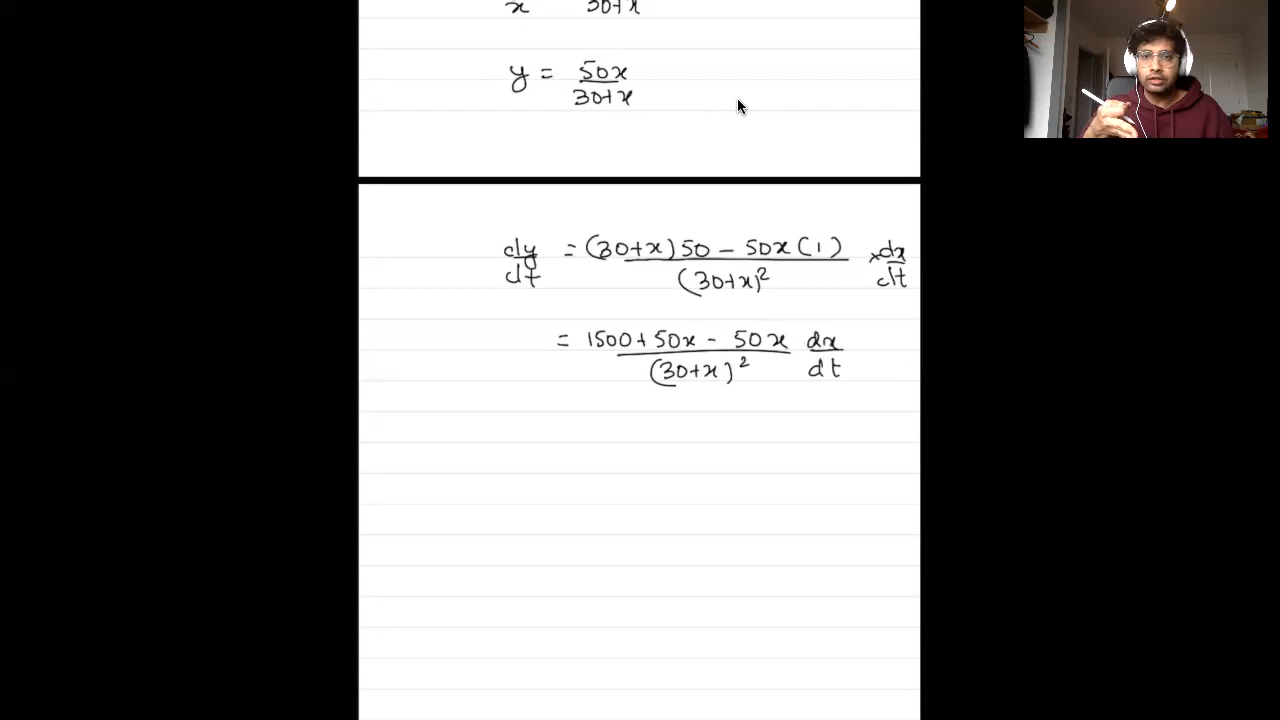 x 30+x
y = 50x / 30+x
dy/dt = (30+x)50 - 50x(1) / (30+x)² × dx/dt
= 1500+50x - 50x / (30+x)² dx/dt